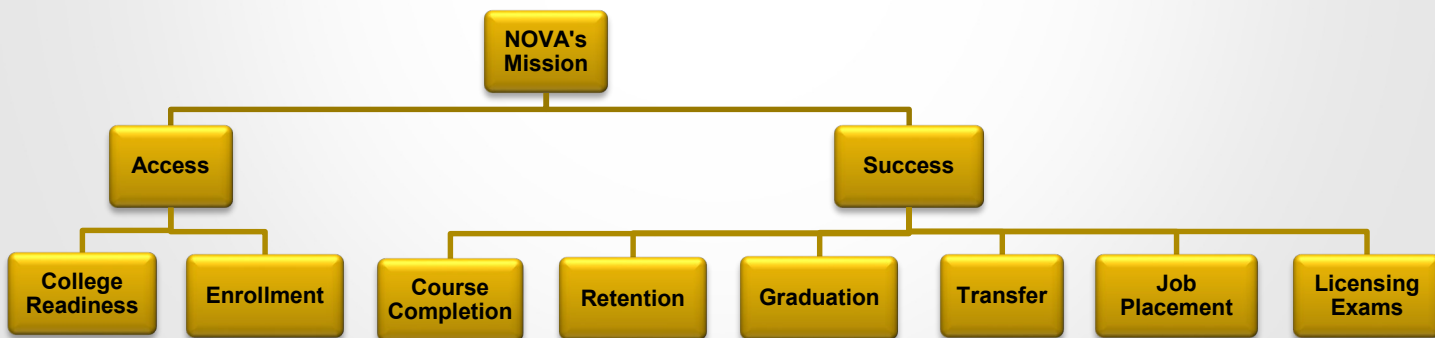 NOVA's
Mission
Access
Success
College
Readiness
Enrollment
Course
Completion
Retention
Graduation
Transfer
Job
Placement
Licensing
Exams